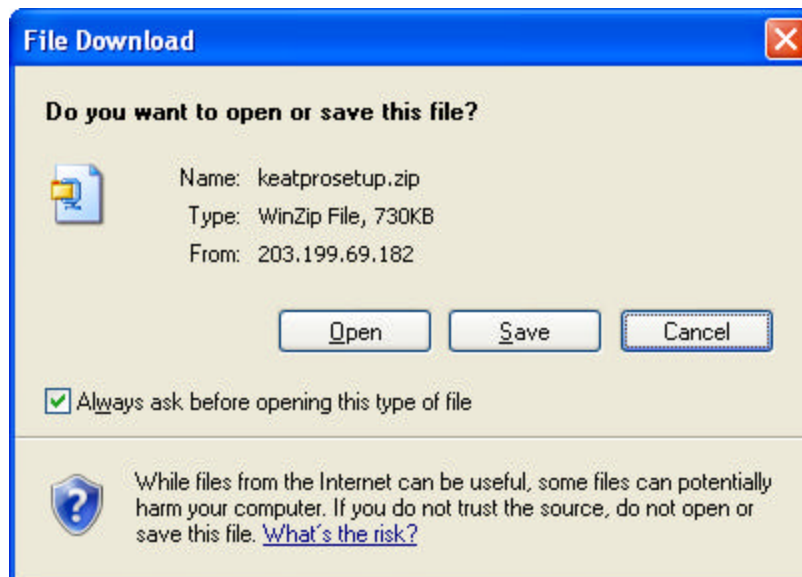 File Download
Do you want to open or save this file?
Name: keatprosetup.zip
Type: WinZip File, 730KB
From: 203.199.69.182
Open Save Cancel
Always ask before opening this type of file
While files from the Internet can be useful, some files can potentially
harm your computer. If you do not trust the source, do not open or
save this file. What's the risk?